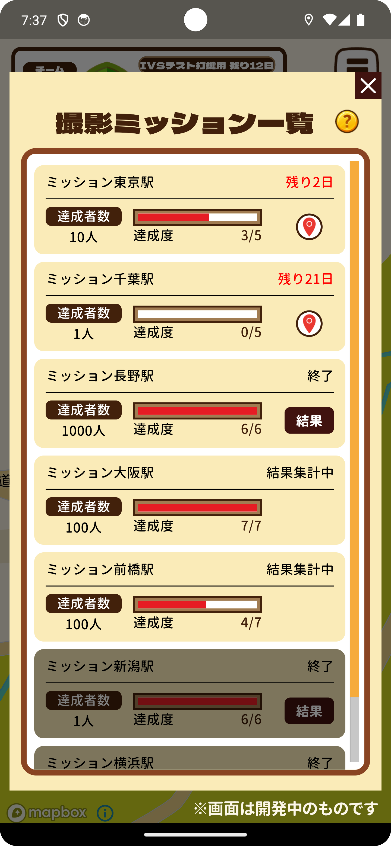 7:37
チーム
IVSテスト打鍵用 残り12日
撮影ミッション一覧
?
ミッション東京駅 残り2日
達成者数
10人 達成度 3/5
ミッション千葉駅 残り21日
達成者数
1人 達成度 0/5
ミッション長野駅 終了
達成者数 結果
1000人 達成度 6/6
ミッション大阪駅 結果集計中
達成者数
100人 達成度 7/7
ミッション前橋駅 結果集計中
達成者数
100人 達成度 4/7
ミッション新潟駅 終了
達成者数 結果
1人 達成度 6/6
ミッション横浜駅 終了
道
mapbox
※画面は開発中のものです